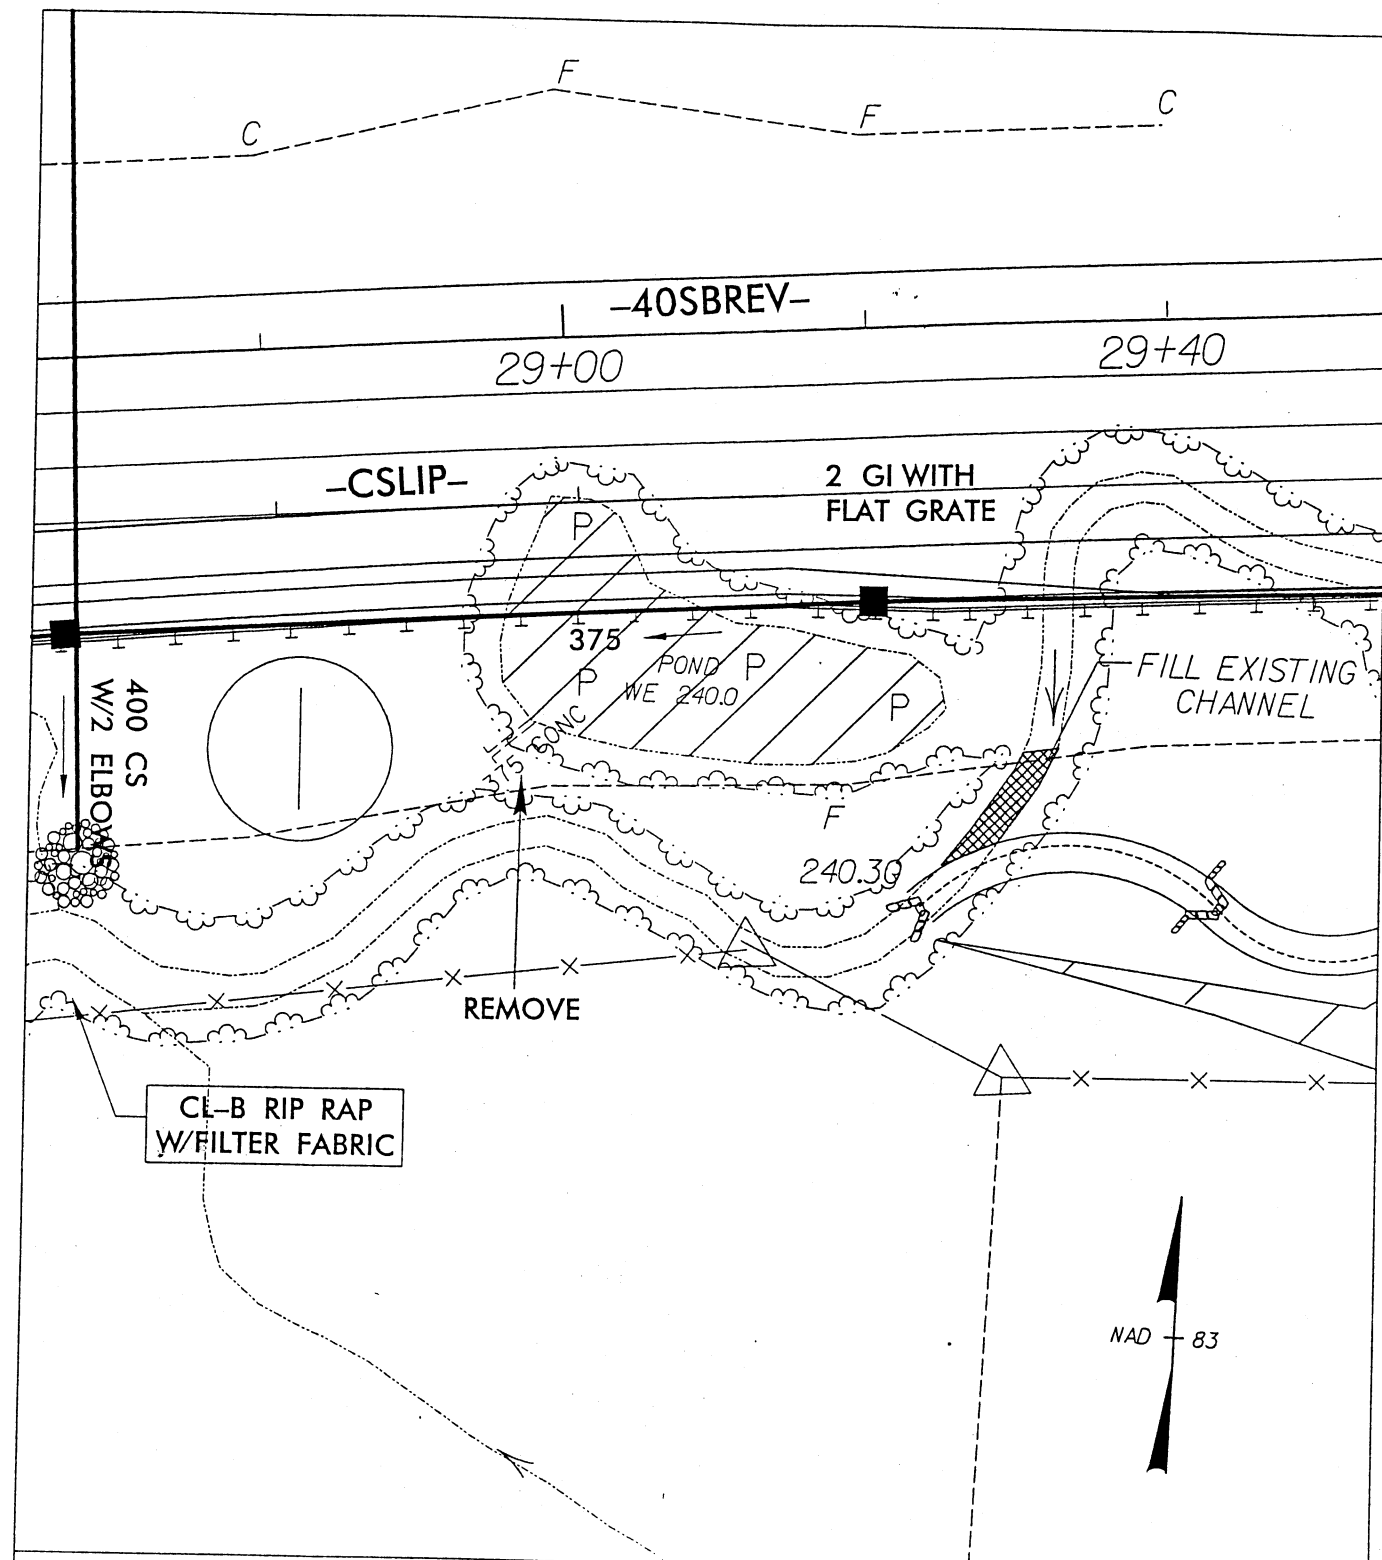 F
C
F
C
–40SBREV–
29+00
29+40
–CSLIP–
2 GI WITH
FLAT GRATE
P
375
POND
WE 240.0
P
P
P
FILL EXISTING
CHANNEL
400 CS
W/2 ELBOWS
375 CONC
F
240.30
REMOVE
CL–B RIP RAP
W/FILTER FABRIC
NAD 83